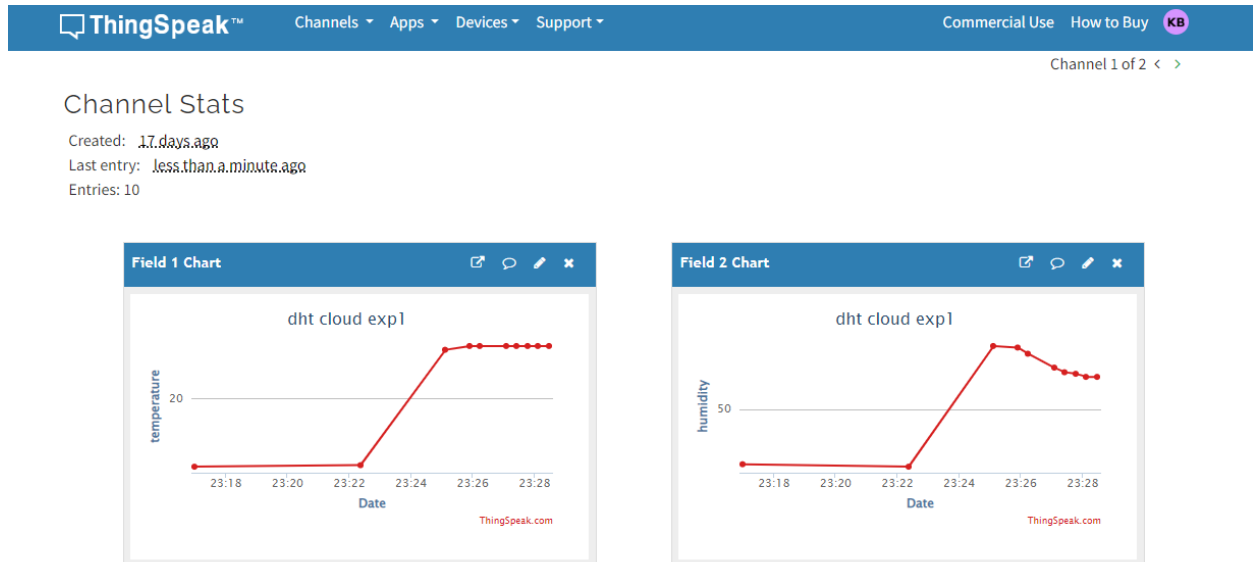 ThingSpeak™ Channels Apps Devices Support Commercial Use How to Buy KB
Channel 1 of 2 < >
Channel Stats
Created: 17 days ago
Last entry: less than a minute ago
Entries: 10
Field 1 Chart
dht cloud exp1
temperature
20
23:18 23:20 23:22 23:24 23:26 23:28
Date
ThingSpeak.com
Field 2 Chart
dht cloud exp1
humidity
50
23:18 23:20 23:22 23:24 23:26 23:28
Date
ThingSpeak.com